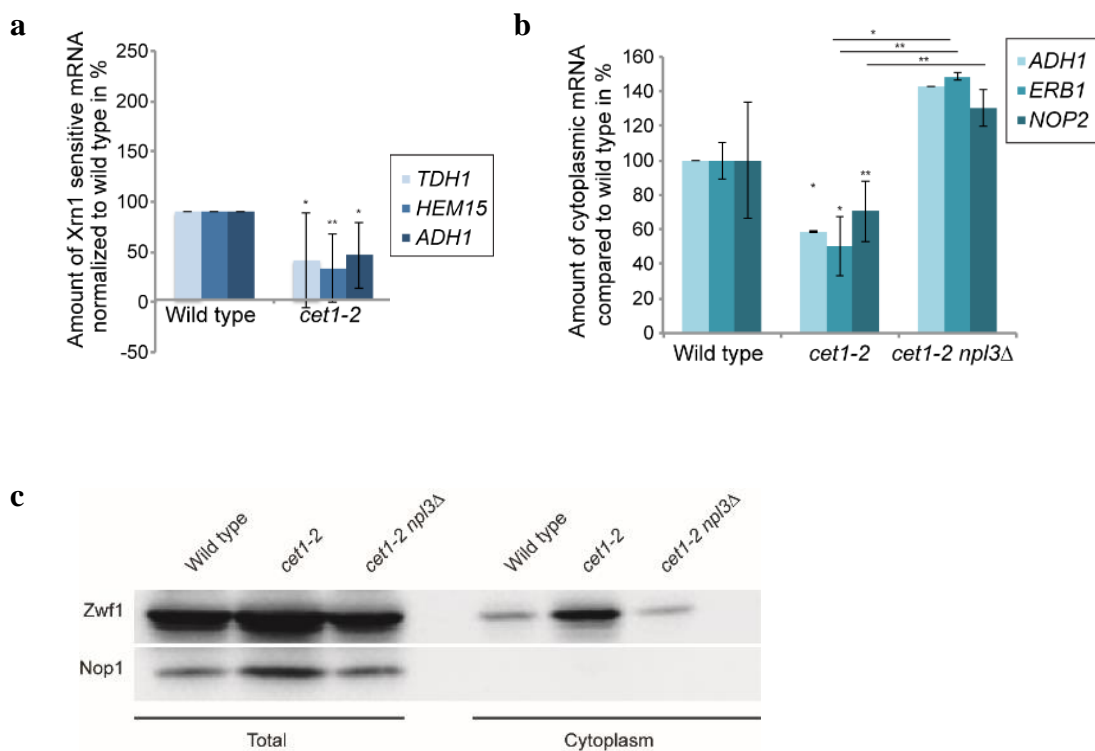 a
Amount of Xrn1 sensitive mRNA
normalized to wild type in %
250
200
150
100
50
0
-50
Wild type
cet1-2
*
**
*
TDH1
HEM15
ADH1
b
Amount of cytoplasmic mRNA
compared to wild type in %
160
140
120
100
80
60
40
20
0
Wild type
cet1-2
cet1-2 npl3Δ
*
*
**
*
**
**
ADH1
ERB1
NOP2
c
Wild type
cet1-2
cet1-2 npl3Δ
Wild type
cet1-2
cet1-2 npl3Δ
Zwf1
Nop1
Total
Cytoplasm